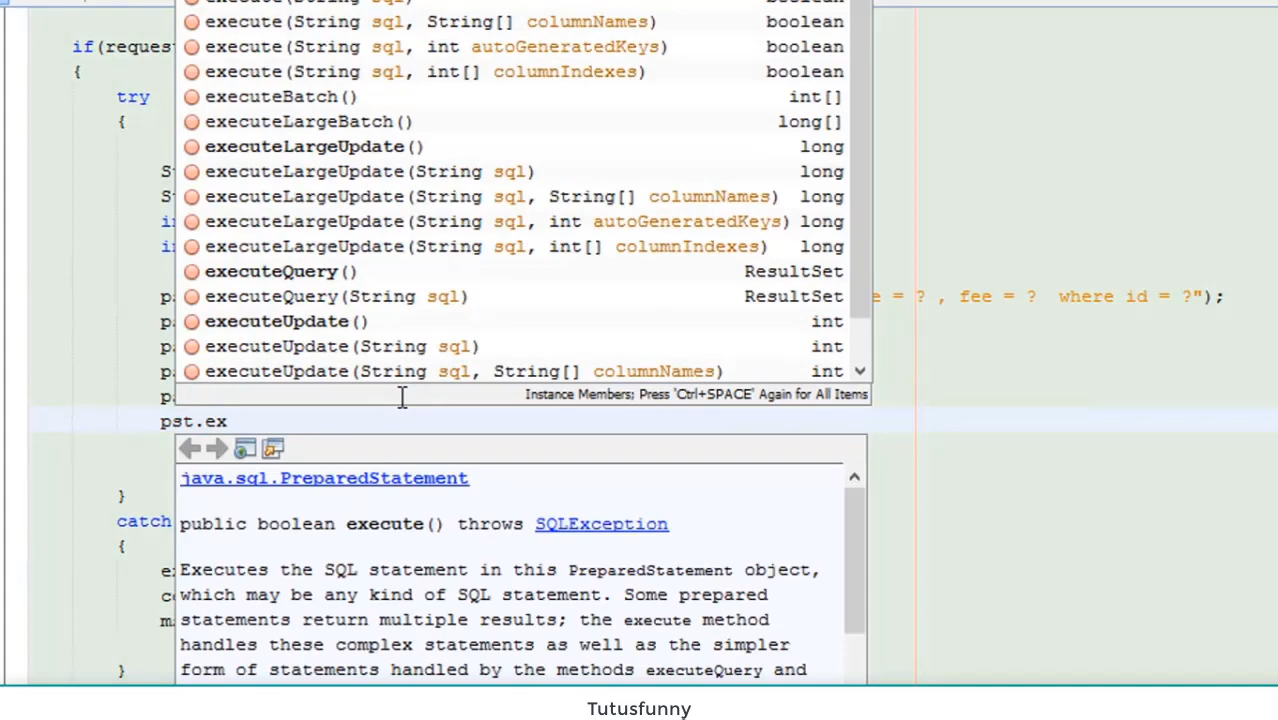 execute(String sql, String[] columnNames) boolean
if(reques execute(String sql, int autoGeneratedKeys) boolean
{ execute(String sql, int[] columnIndexes) boolean
try executeBatch() int[]
{ executeLargeBatch() long[]
executeLargeUpdate() long
S executeLargeUpdate(String sql) long
S executeLargeUpdate(String sql, String[] columnNames) long
in executeLargeUpdate(String sql, int autoGeneratedKeys) long
in executeLargeUpdate(String sql, int[] columnIndexes) long
executeQuery() ResultSet
executeQuery(String sql) ResultSet e = ? , fee = ?  where id = ?");
executeUpdate() int
executeUpdate(String sql) int
executeUpdate(String sql, String[] columnNames) int
Instance Members; Press 'Ctrl+SPACE' Again for All Items
pst.ex
java.sql.PreparedStatement
}
catch public boolean execute() throws SQLException
{
Executes the SQL statement in this PreparedStatement object,
which may be any kind of SQL statement. Some prepared
statements return multiple results; the execute method
handles these complex statements as well as the simpler
} form of statements handled by the methods executeQuery and
Tutusfunny